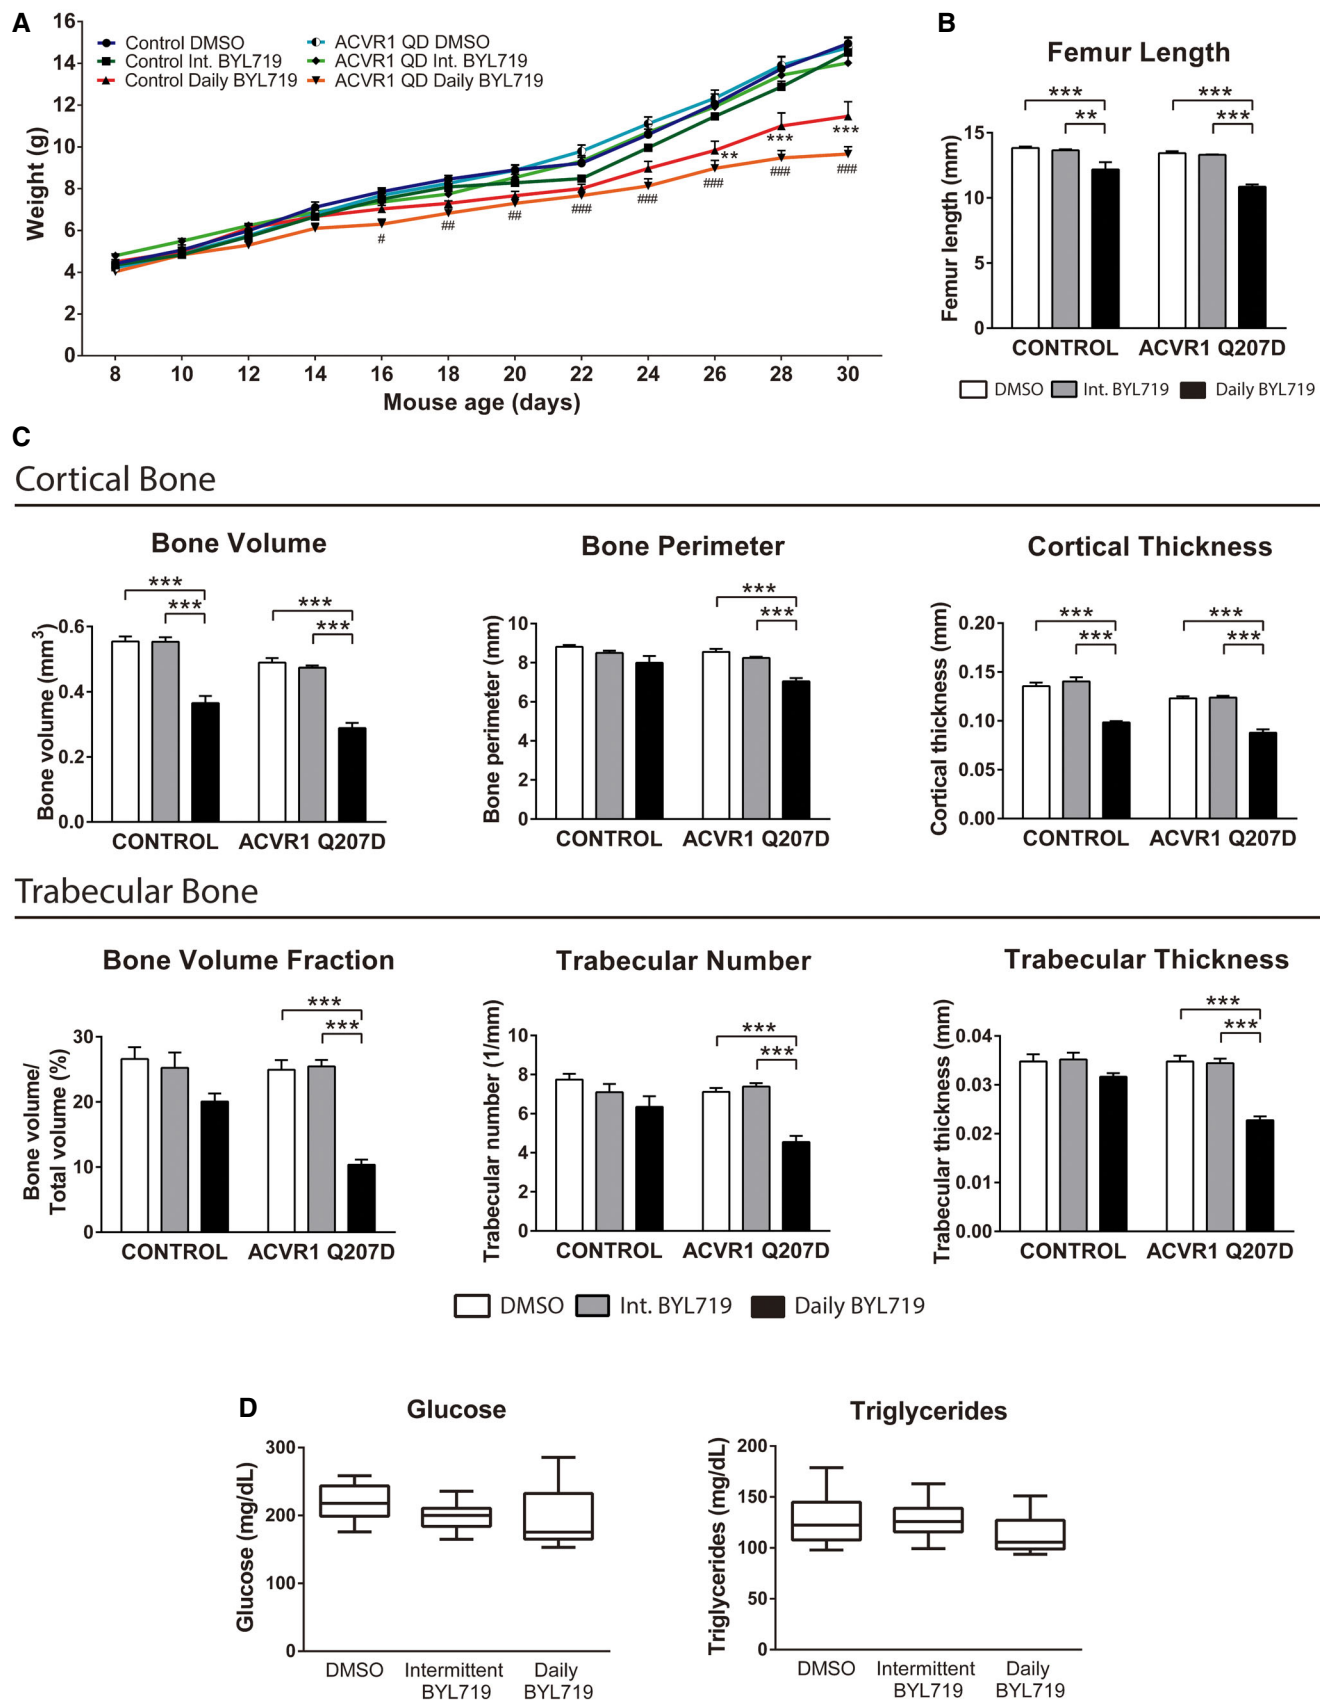 A
16
14
12
10
8
6
4
2
0
Weight (g)
Control DMSO
Control Int. BYL719
Control Daily BYL719
ACVR1 QD DMSO
ACVR1 QD Int. BYL719
ACVR1 QD Daily BYL719
# ## ## ### ### ### ### ###
** *** ***
8 10 12 14 16 18 20 22 24 26 28 30
Mouse age (days)
B
Femur Length
*** ***
** ***
15
10
5
0
Femur length (mm)
CONTROL ACVR1 Q207D
DMSO Int. BYL719 Daily BYL719
C
Cortical Bone
Bone Volume
*** ***
*** ***
0.6
0.4
0.2
0.0
Bone volume (mm3)
CONTROL ACVR1 Q207D
Bone Perimeter
***
***
10
8
6
4
2
0
Bone perimeter (mm)
CONTROL ACVR1 Q207D
Cortical Thickness
*** ***
*** ***
0.20
0.15
0.10
0.05
0.00
Cortical thickness (mm)
CONTROL ACVR1 Q207D
Trabecular Bone
Bone Volume Fraction
***
***
30
20
10
0
Bone volume/
Total volume (%)
CONTROL ACVR1 Q207D
Trabecular Number
***
***
10
8
6
4
2
0
Trabecular number (1/mm)
CONTROL ACVR1 Q207D
Trabecular Thickness
***
***
0.04
0.03
0.02
0.01
0.00
Trabecular thickness (mm)
CONTROL ACVR1 Q207D
DMSO Int. BYL719 Daily BYL719
D
Glucose
300
200
100
0
Glucose (mg/dL)
DMSO Intermittent Daily
BYL719 BYL719
Triglycerides
200
150
100
50
0
Triglycerides (mg/dL)
DMSO Intermittent Daily
BYL719 BYL719